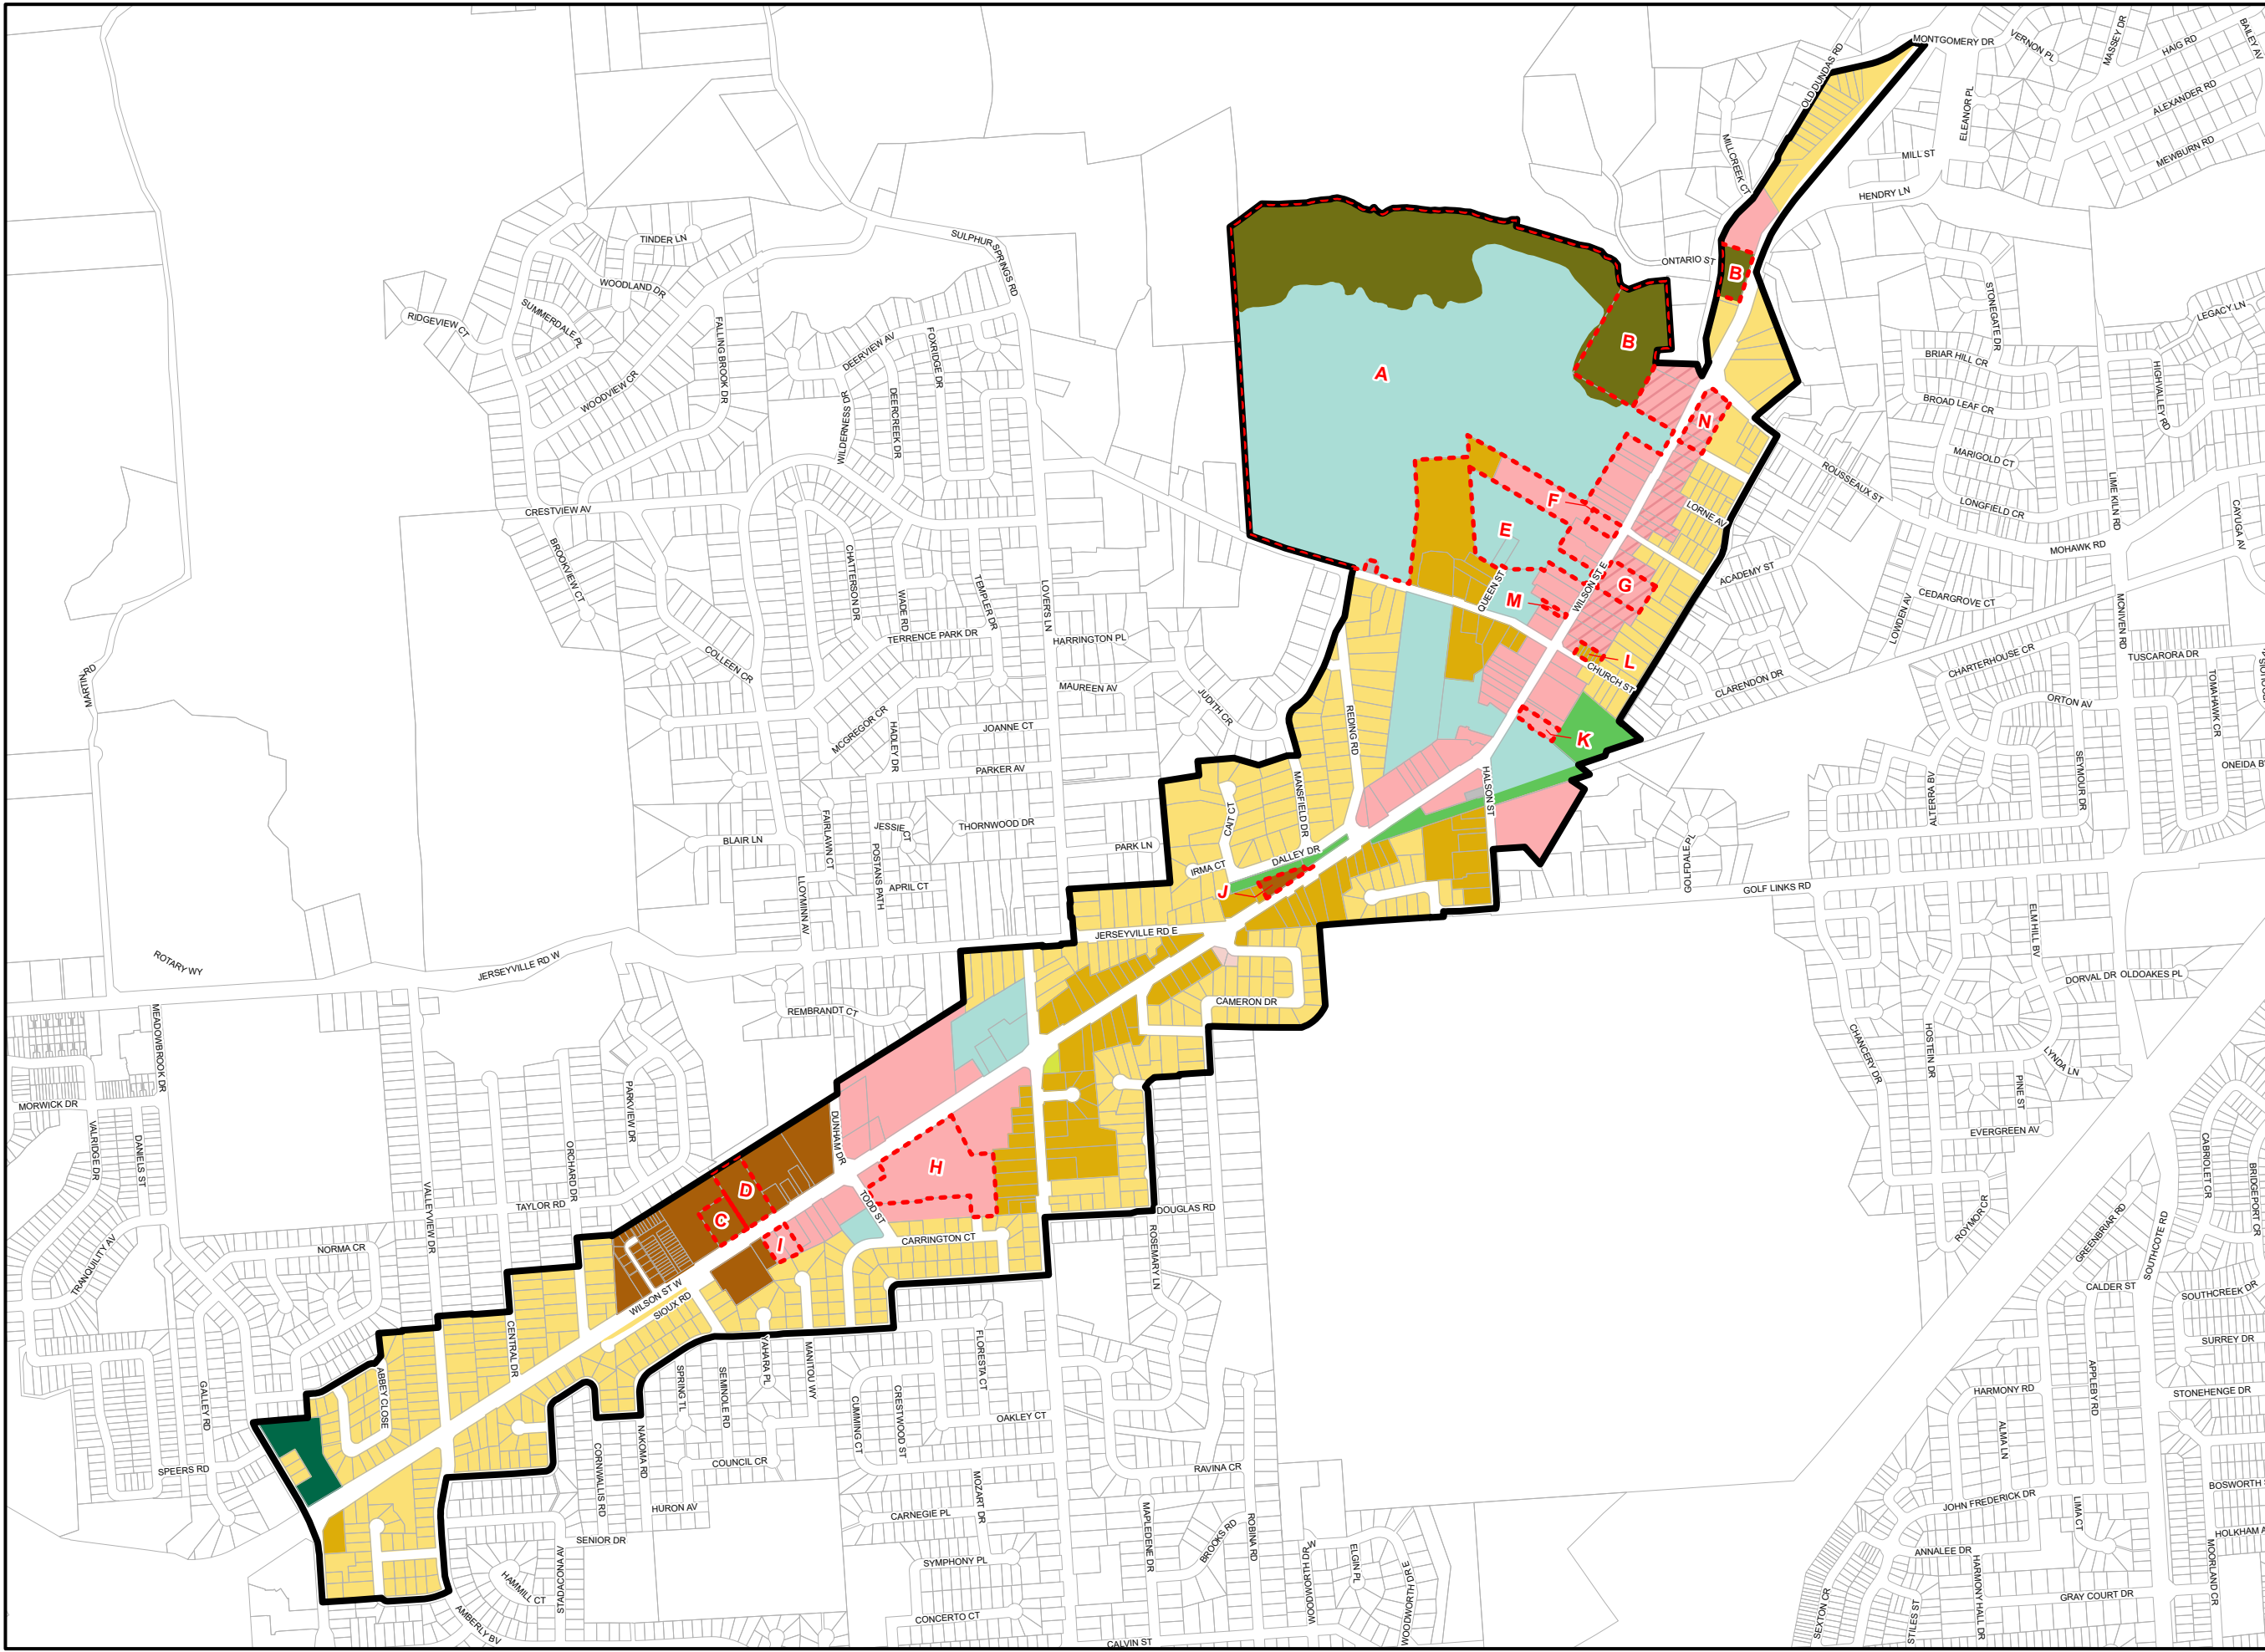 MONTGOMERY DR
VERNON PL
MASSEY DR
HAIG RD
BAILEY AV
OLD DUNDAS RD
ELEANOR PL
ALEXANDER RD
MILL ST
MEWBURN RD
MILLCREEK CT
HENDRY LN
TINDER LN
SULPHUR SPRINGS RD
ONTARIO ST
B
WOODLAND DR
STONEGATE DR
SUMMERDALE PL
RIDGEVIEW CT
LEGACY LN
FALLING BROOK DR
DEERVIEW AV
FOXRIDGE DR
B
BRIAR HILL CR
A
HIGHVALLEY RD
WOODVIEW CR
DEERCREEK DR
WILDERNESS DR
BROAD LEAF CR
N
MARIGOLD CT
ROUSSEAUX ST
LIME KILN RD
CRESTVIEW AV
F
LORNE AV
LONGFIELD CR
CAYUGA AV
E
MOHAWK RD
BROOKVIEW CT
CHATTERSON DR
WADE RD
TEMPLER DR
LOVERS LN
QUEEN ST
WILSON ST E
G
ACADEMY ST
M
CEDARGROVE CT
LOWDEN AV
MCNIVEN RD
TERRENCE PARK DR
HARRINGTON PL
COLLEEN CR
L
CHURCH ST
CHARTERHOUSE CR
TUSCARORA DR
MARTIN RD
MAUREEN AV
CLARENDON DR
JUDITH CR
ORTON AV
TOMAHAWK CR
MCGREGOR CR
HADLEY DR
JOANNE CT
REDING RD
K
PARKER AV
SEYMOUR DR
ONEIDA B
MANSFIELD DR
HALSON ST
ALTERRA BV
CAIT CT
FAIRLAWN CT
JESSIE CT
THORNWOOD DR
BLAIR LN
PARK LN
GOLFDALE PL
DALLEY DR
IRMA CT
POSTANS PATH
LLOYMINN AV
APRIL CT
J
GOLF LINKS RD
JERSEYVILLE RD E
ELM HILL BV
ROTARY WY
JERSEYVILLE RD W
DORVAL DR
OLDOAKES PL
MEADOWBROOK DR
REMBRANDT CT
CAMERON DR
CHANCERY DR
HOSTEIN DR
LYNDA LN
PARKVIEW DR
MORWICK DR
PINE ST
VALRIDGE DR
DANIELS ST
DUNHAM DR
EVERGREEN AV
ORCHARD DR
H
CABRIOLET CR
BRIDGEPORT CR
VALLEYVIEW DR
D
TAYLOR RD
C
TODD ST
DOUGLAS RD
ROYMOR CR
GREENBRIAR RD
SOUTHCOTE RD
NORMA CR
I
CARRINGTON CT
ROSEMARY LN
TRANQUILITY AV
WILSON ST W
SIOUX RD
CALDER ST
SOUTHCREEK DR
CENTRAL DR
SURREY DR
YAHARA PL
MANITOU WY
FLORESTA CT
SPRING TL
SEMINOLE RD
ABBEY CLOSE
GALLEY RD
CUMMING CT
CRESTWOOD ST
APPLEBY RD
HARMONY RD
STONEHENGE DR
OAKLEY CT
ALMA LN
NAKOMA RD
CORNWALLIS RD
COUNCIL CR
SPEERS RD
RAVINA CR
BOSWORTH
HURON AV
MOZART DR
JOHN FREDERICK DR
CARNEGIE PL
MAPLEDENE DR
BROOKS RD
ROBINA RD
LIMA CT
HOLKHAM A
SENIOR DR
STADACONA AV
SYMPHONY PL
ELGIN PL
WOODWORTH DR W
WOODWORTH DR E
ANNALEE DR
HARMONY HALL DR
MOORLAND CR
HAMMILL CT
AMBERLY BV
CONCERTO CT
GRAY COURT DR
SEXTON CR
STILES ST
CALVIN ST